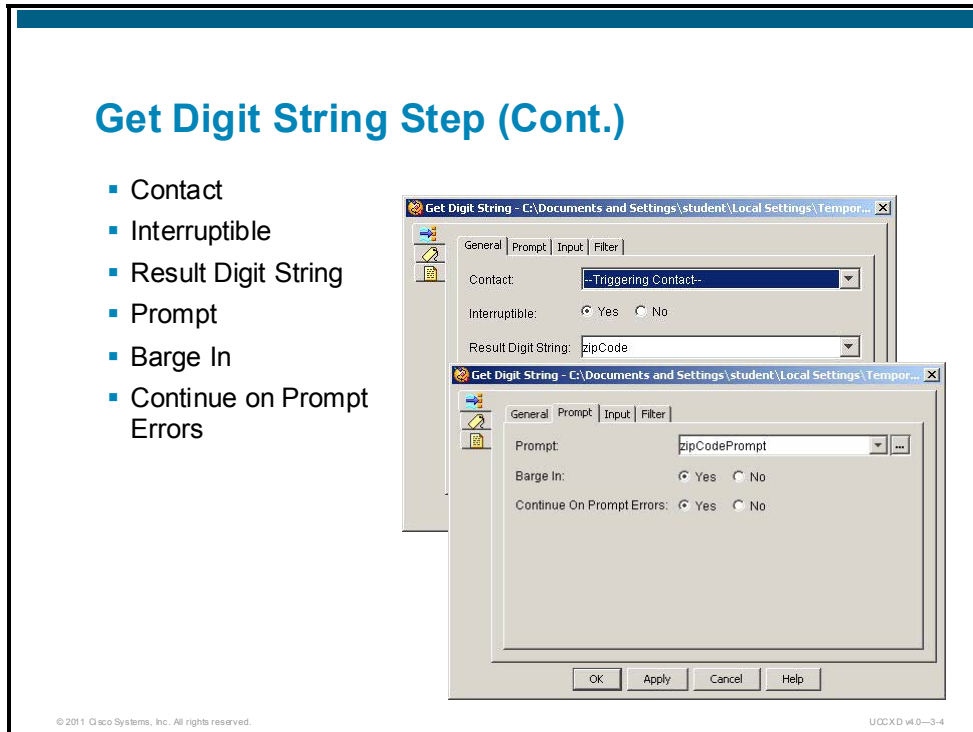 Get Digit String Step (Cont.)
Contact
Interruptible
Result Digit String
Prompt
Barge In
Continue on Prompt
Errors
Get Digit String - C:\Documents and Settings\student\Local Settings\Tempor...
General Prompt Input Filter
Contact: --Triggering Contact--
Interruptible: Yes No
Result Digit String: zipCode
Get Digit String - C:\Documents and Settings\student\Local Settings\Tempor...
General Prompt Input Filter
Prompt: zipCodePrompt ...
Barge In: Yes No
Continue On Prompt Errors: Yes No
OK Apply Cancel Help
© 2011 Cisco Systems, Inc. All rights reserved. UCCXD v4.0—3-4